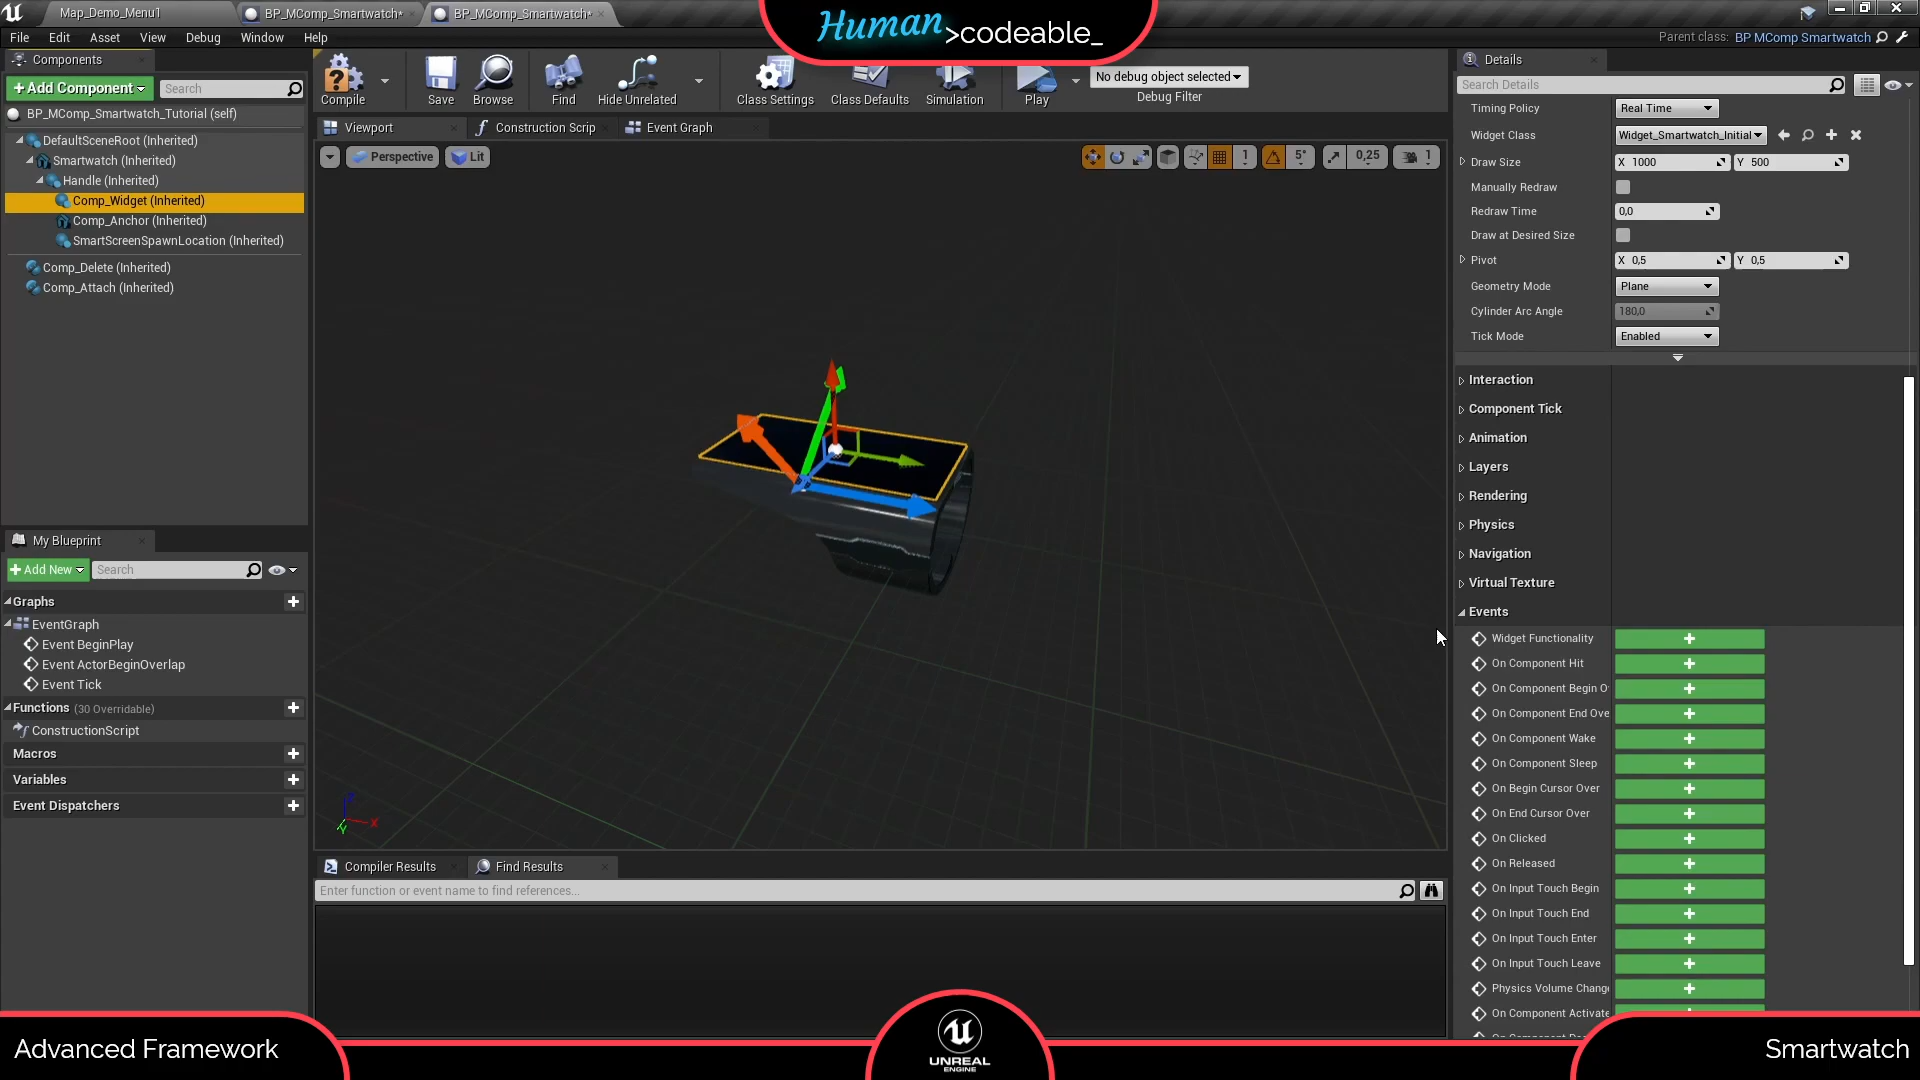 Map_Demo_Menu1
BP_MComp_Smartwatch*
BP_MComp_Smartwatch*
Human >codeable_
File Edit Asset View Debug Window Help
Parent class: BP MComp Smartwatch
Components
+ Add Component
Search
BP_MComp_Smartwatch_Tutorial (self)
DefaultSceneRoot (Inherited)
Smartwatch (Inherited)
Handle (Inherited)
Comp_Widget (Inherited)
Comp_Anchor (Inherited)
SmartScreenSpawnLocation (Inherited)
Comp_Delete (Inherited)
Comp_Attach (Inherited)
My Blueprint
+ Add New
Search
Graphs
EventGraph
Event BeginPlay
Event ActorBeginOverlap
Event Tick
Functions (30 Overridable)
ConstructionScript
Macros
Variables
Event Dispatchers
Compile
Save
Browse
Find
Hide Unrelated
Class Settings
Class Defaults
Simulation
Play
No debug object selected
Debug Filter
Viewport
Construction Scrip
Event Graph
Perspective
Lit
1
5°
0,25
1
Z
X
Y
Compiler Results
Find Results
Enter function or event name to find references...
Details
Search Details
Timing Policy Real Time
Widget Class Widget_Smartwatch_Initial
Draw Size X 1000 Y 500
Manually Redraw
Redraw Time 0,0
Draw at Desired Size
Pivot X 0,5 Y 0,5
Geometry Mode Plane
Cylinder Arc Angle 180,0
Tick Mode Enabled
Interaction
Component Tick
Animation
Layers
Rendering
Physics
Navigation
Virtual Texture
Events
Widget Functionality
On Component Hit
On Component Begin O
On Component End Ove
On Component Wake
On Component Sleep
On Begin Cursor Over
On End Cursor Over
On Clicked
On Released
On Input Touch Begin
On Input Touch End
On Input Touch Enter
On Input Touch Leave
Physics Volume Chang
On Component Activate
Advanced Framework
UNREAL
ENGINE
Smartwatch